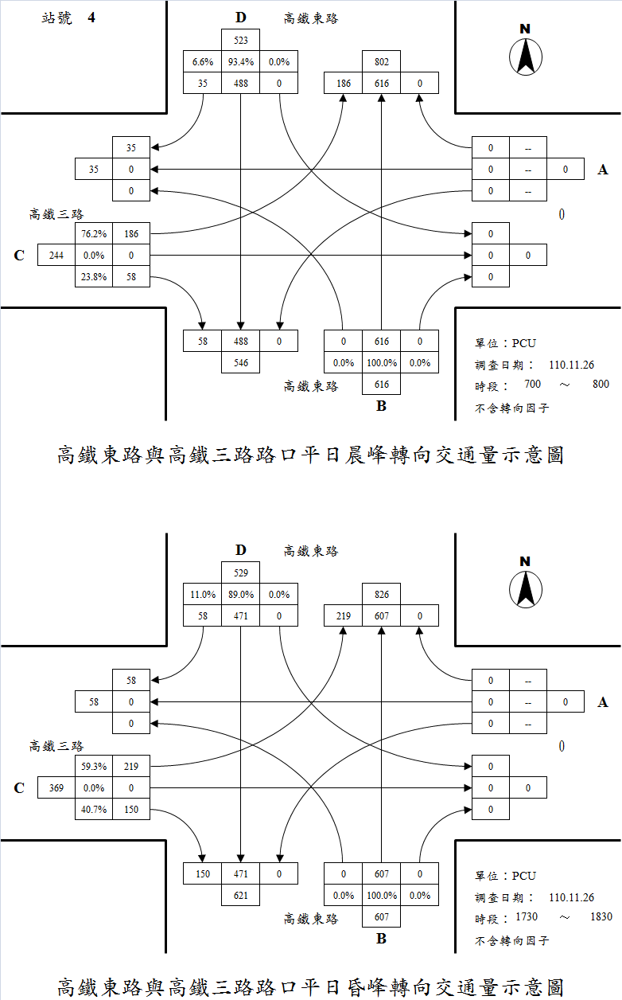 站號 4
D 高鐵東路
N
523
802
6.6% 93.4% 0.0%
35 488 0
186 616 0
35
35 0
0
0 --
0 -- 0
0 --
A
高鐵三路
()
76.2% 186
C 244 0.0% 0
23.8% 58
0
0 0
0
58 488 0
546
0 616 0
0.0% 100.0% 0.0%
616
高鐵東路
B
單位：PCU
調查日期： 110.11.26
時段： 700 ～ 800
不含轉向因子
高鐵東路與高鐵三路路口平日晨峰轉向交通量示意圖
D 高鐵東路
N
529
826
11.0% 89.0% 0.0%
58 471 0
219 607 0
58
58 0
0
0 --
0 -- 0
0 --
A
高鐵三路
()
59.3% 219
C 369 0.0% 0
40.7% 150
0
0 0
0
150 471 0
621
0 607 0
0.0% 100.0% 0.0%
607
高鐵東路
B
單位：PCU
調查日期： 110.11.26
時段： 1730 ～ 1830
不含轉向因子
高鐵東路與高鐵三路路口平日昏峰轉向交通量示意圖